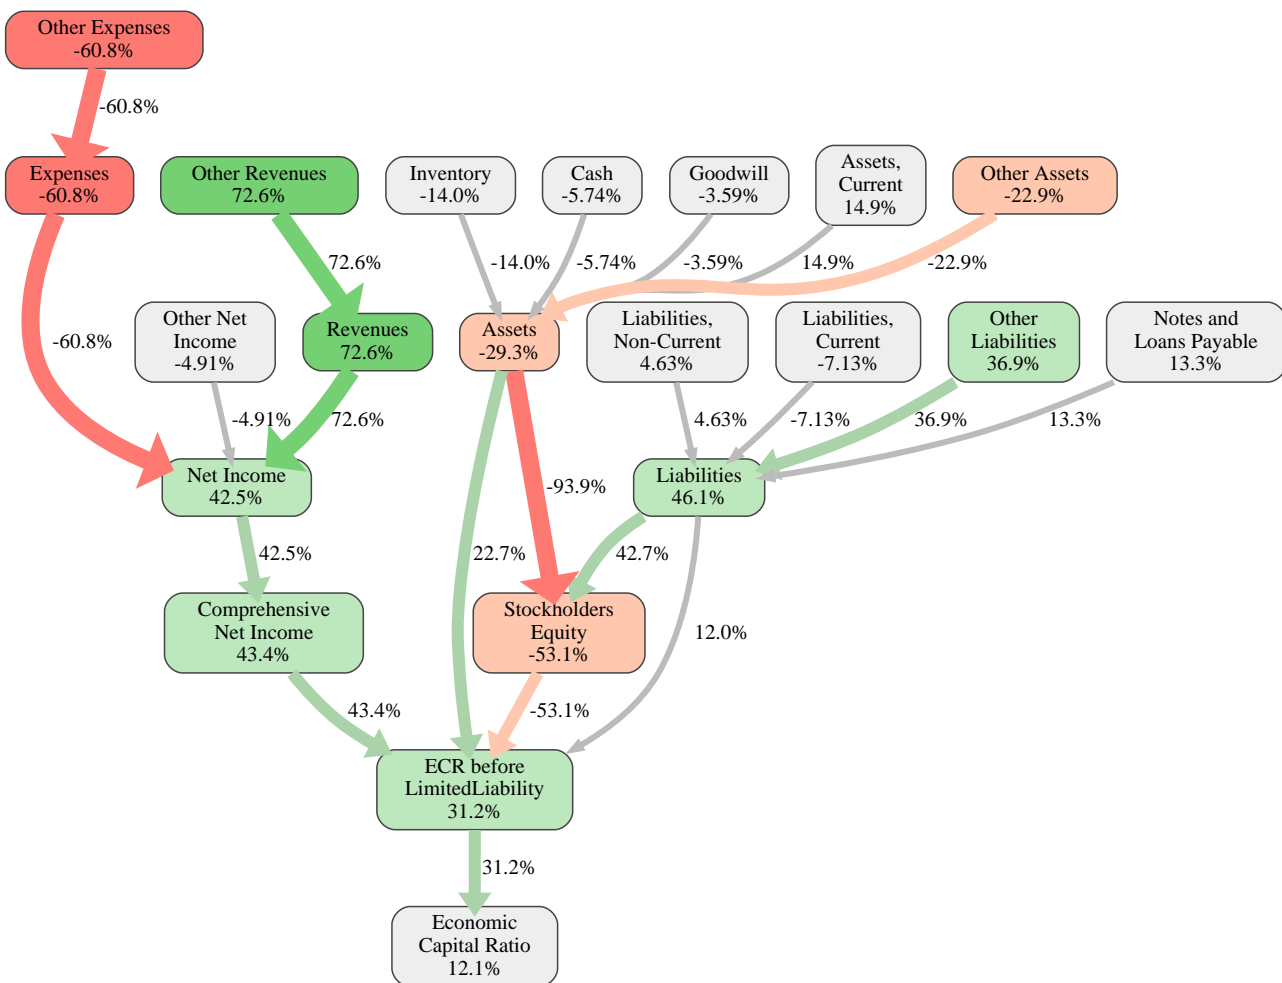 Other Expenses
-60.8%
-60.8%
Expenses
-60.8%
Other Revenues
72.6%
Inventory
-14.0%
Cash
-5.74%
Goodwill
-3.59%
Assets,
Current
14.9%
Other Assets
-22.9%
72.6%
-14.0%
-5.74%
-3.59%
14.9%
-22.9%
-60.8%
Other Net
Income
-4.91%
Revenues
72.6%
Assets
-29.3%
Liabilities,
Non-Current
4.63%
Liabilities,
Current
-7.13%
Other
Liabilities
36.9%
Notes and
Loans Payable
13.3%
-4.91%
72.6%
4.63%
-7.13%
36.9%
13.3%
Net Income
42.5%
-93.9%
Liabilities
46.1%
42.5%
22.7%
42.7%
Comprehensive
Net Income
43.4%
Stockholders
Equity
-53.1%
12.0%
43.4%
-53.1%
ECR before
LimitedLiability
31.2%
31.2%
Economic
Capital Ratio
12.1%